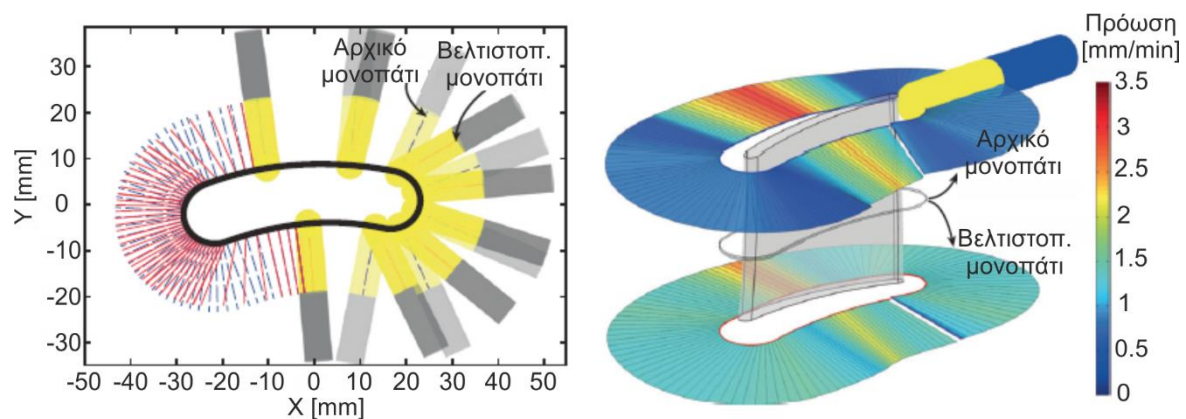 Y [mm]
30
20
10
0
-10
-20
-30
-50
-40
-30
-20
-10
0
10
20
30
40
50
X [mm]
Αρχικό
μονοπάτι
Βελτιστοπ.
μονοπάτι
Αρχικό
μονοπάτι
Βελτιστοπ.
μονοπάτι
Πρόωση
[mm/min]
3.5
3
2.5
2
1.5
1
0.5
0